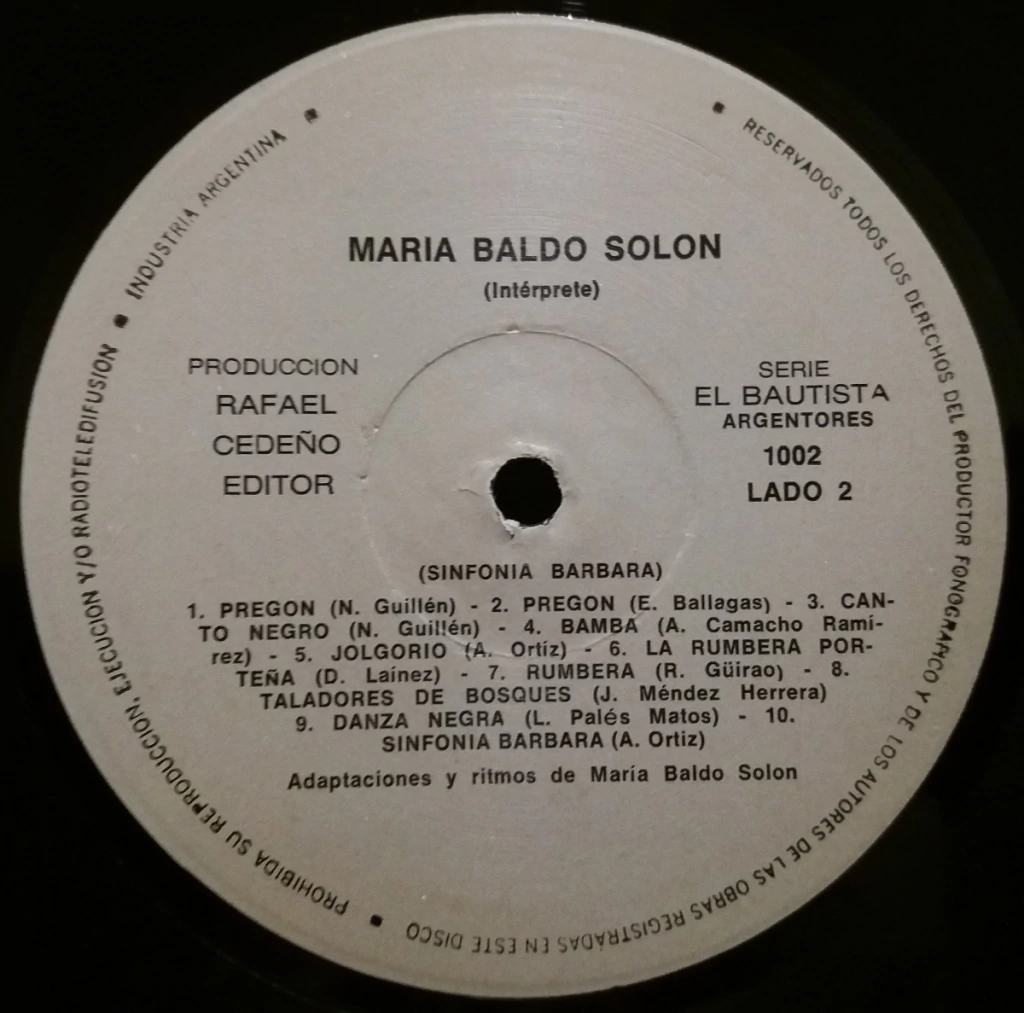 MARIA BALDO SOLON
(Intérprete)
PRODUCCION
RAFAEL
CEDEÑO
EDITOR
SERIE
EL BAUTISTA
ARGENTORES
1002
LADO 2
(SINFONIA BARBARA)
1. PREGON (N. Guillén) - 2. PREGON (E. Ballagas) - 3. CAN-
TO NEGRO (N. Guillén) - 4. BAMBA (A. Camacho Ramí-
rez) - 5. JOLGORIO (A. Ortíz) - 6. LA RUMBERA POR-
TEÑA (D. Laínez) - 7. RUMBERA (R. Güirao) - 8.
TALADORES DE BOSQUES (J. Méndez Herrera)
9. DANZA NEGRA (L. Palés Matos) - 10.
SINFONIA BARBARA (A. Ortiz)
Adaptaciones y ritmos de María Baldo Solon
RESERVADOS TODOS LOS DERECHOS DEL PRODUCTOR FONOGRAFICO Y DE LOS AUTORES DE LAS OBRAS REGISTRADAS EN ESTE DISCO
PROHIBIDA SU REPRODUCCION, EJECUCION Y/O RADIOTELEDIFUSION • INDUSTRIA ARGENTINA